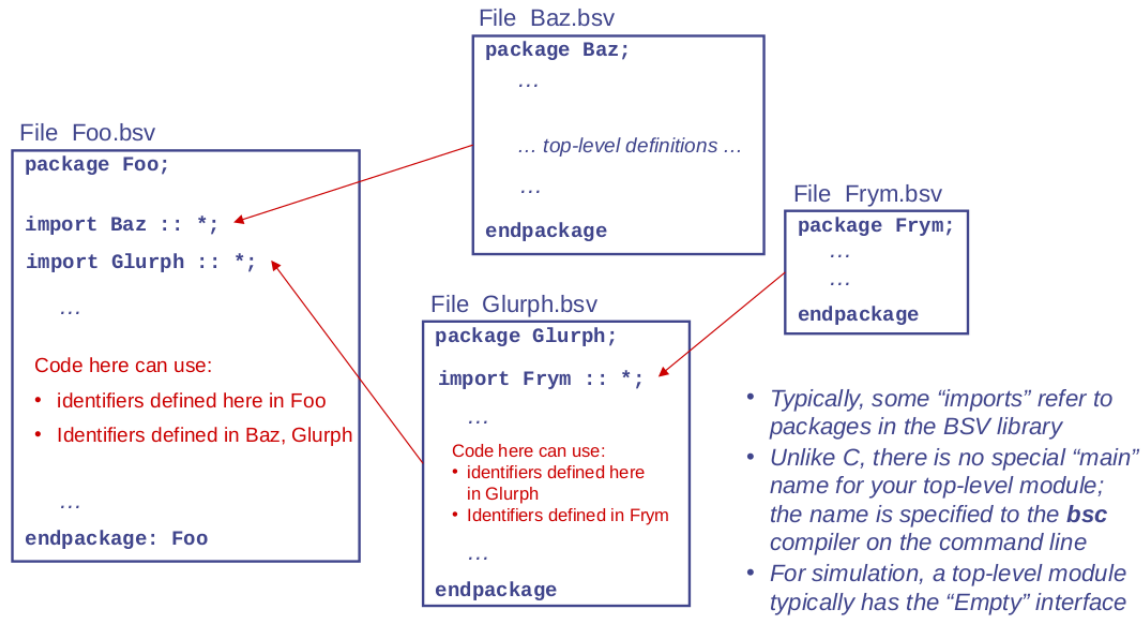 File Foo.bsv
package Foo;
import Baz :: *;
import Glurph :: *;
…
Code here can use:
• identifiers defined here in Foo
• Identifiers defined in Baz, Glurph
…
endpackage: Foo
File Baz.bsv
package Baz;
…
… top-level definitions …
…
endpackage
File Glurph.bsv
package Glurph;
import Frym :: *;
…
Code here can use:
• identifiers defined here
in Glurph
• Identifiers defined in Frym
…
endpackage
File Frym.bsv
package Frym;
…
…
endpackage
• Typically, some “imports” refer to
packages in the BSV library
• Unlike C, there is no special “main”
name for your top-level module;
the name is specified to the bsc
compiler on the command line
• For simulation, a top-level module
typically has the “Empty” interface